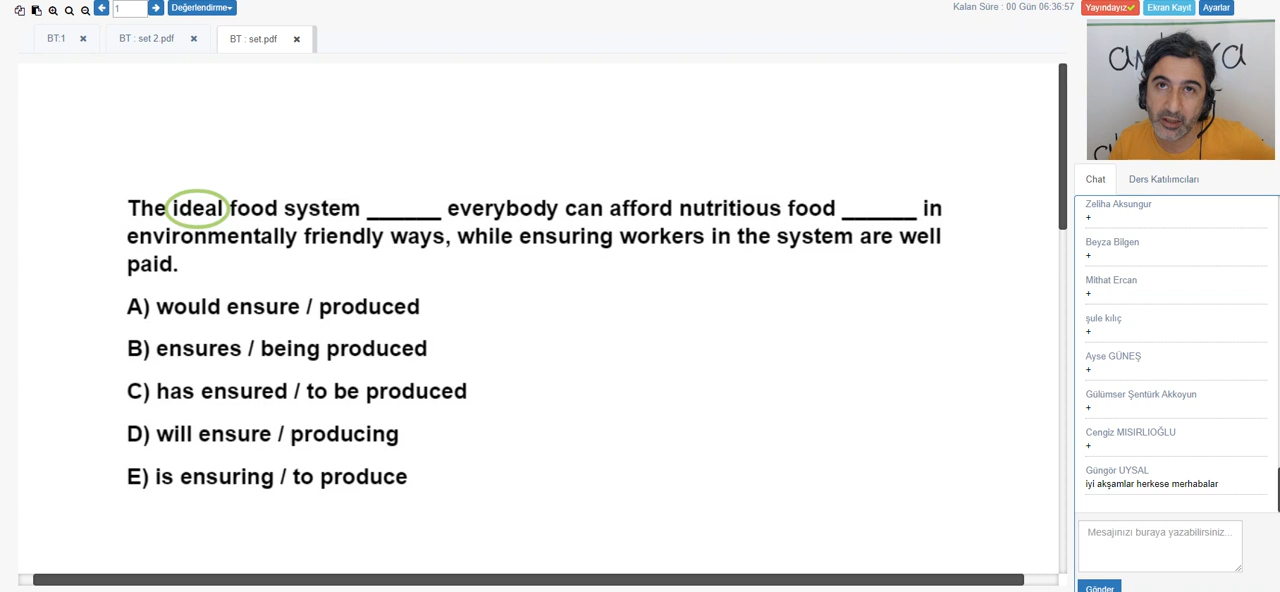 1
Değerlendirme
Kalan Süre : 00 Gün 06:36:57
Yayındayız
Ekran Kayıt
Ayarlar
BT:1
BT : set 2.pdf
BT : set.pdf
The ideal food system ______ everybody can afford nutritious food ______ in
environmentally friendly ways, while ensuring workers in the system are well
paid.
A) would ensure / produced
B) ensures / being produced
C) has ensured / to be produced
D) will ensure / producing
E) is ensuring / to produce
Chat
Ders Katılımcıları
Zeliha Aksungur
+
Beyza Bilgen
+
Mithat Ercan
+
şule kılıç
+
Ayse GÜNEŞ
+
Gülümser Şentürk Akkoyun
+
Cengiz MISIRLIOĞLU
+
Güngör UYSAL
iyi akşamlar herkese merhabalar
Mesajınızı buraya yazabilirsiniz...
Gönder